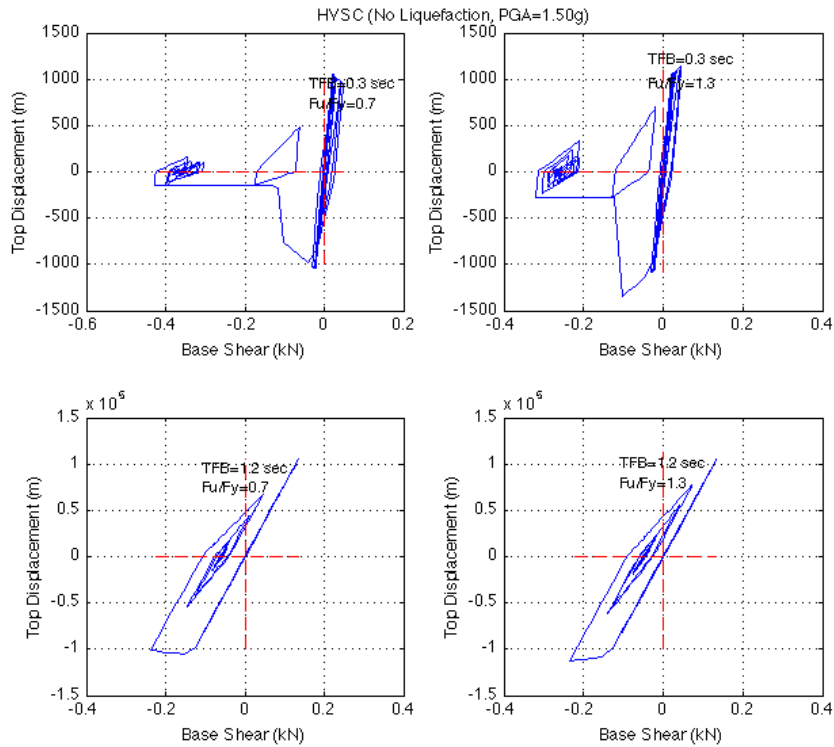 HVSC (No Liquefaction, PGA=1.50g)
1500
1000
500
0
-500
-1000
-1500
-0.6
-0.4
-0.2
0
0.2
Top Displacement (m)
Base Shear (kN)
TFB=0.3 sec
Fu/Fy=0.7
1500
1000
500
0
-500
-1000
-1500
-0.4
-0.2
0
0.2
0.4
Top Displacement (m)
Base Shear (kN)
TFB=0.3 sec
Fu/Fy=1.3
1.5
1
0.5
0
-0.5
-1
-1.5
-0.4
-0.2
0
0.2
0.4
Top Displacement (m)
Base Shear (kN)
TFB=1.2 sec
Fu/Fy=0.7
1.5
1
0.5
0
-0.5
-1
-1.5
-0.4
-0.2
0
0.2
0.4
Top Displacement (m)
Base Shear (kN)
TFB=1.2 sec
Fu/Fy=1.3